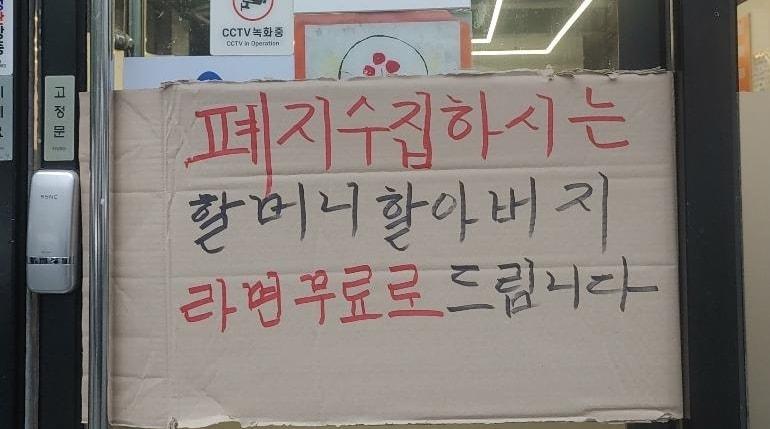 CCTV 녹화중
CCTV in Operation
고정문
폐지수집하시는
할머니할아버지
라면무료로드립니다